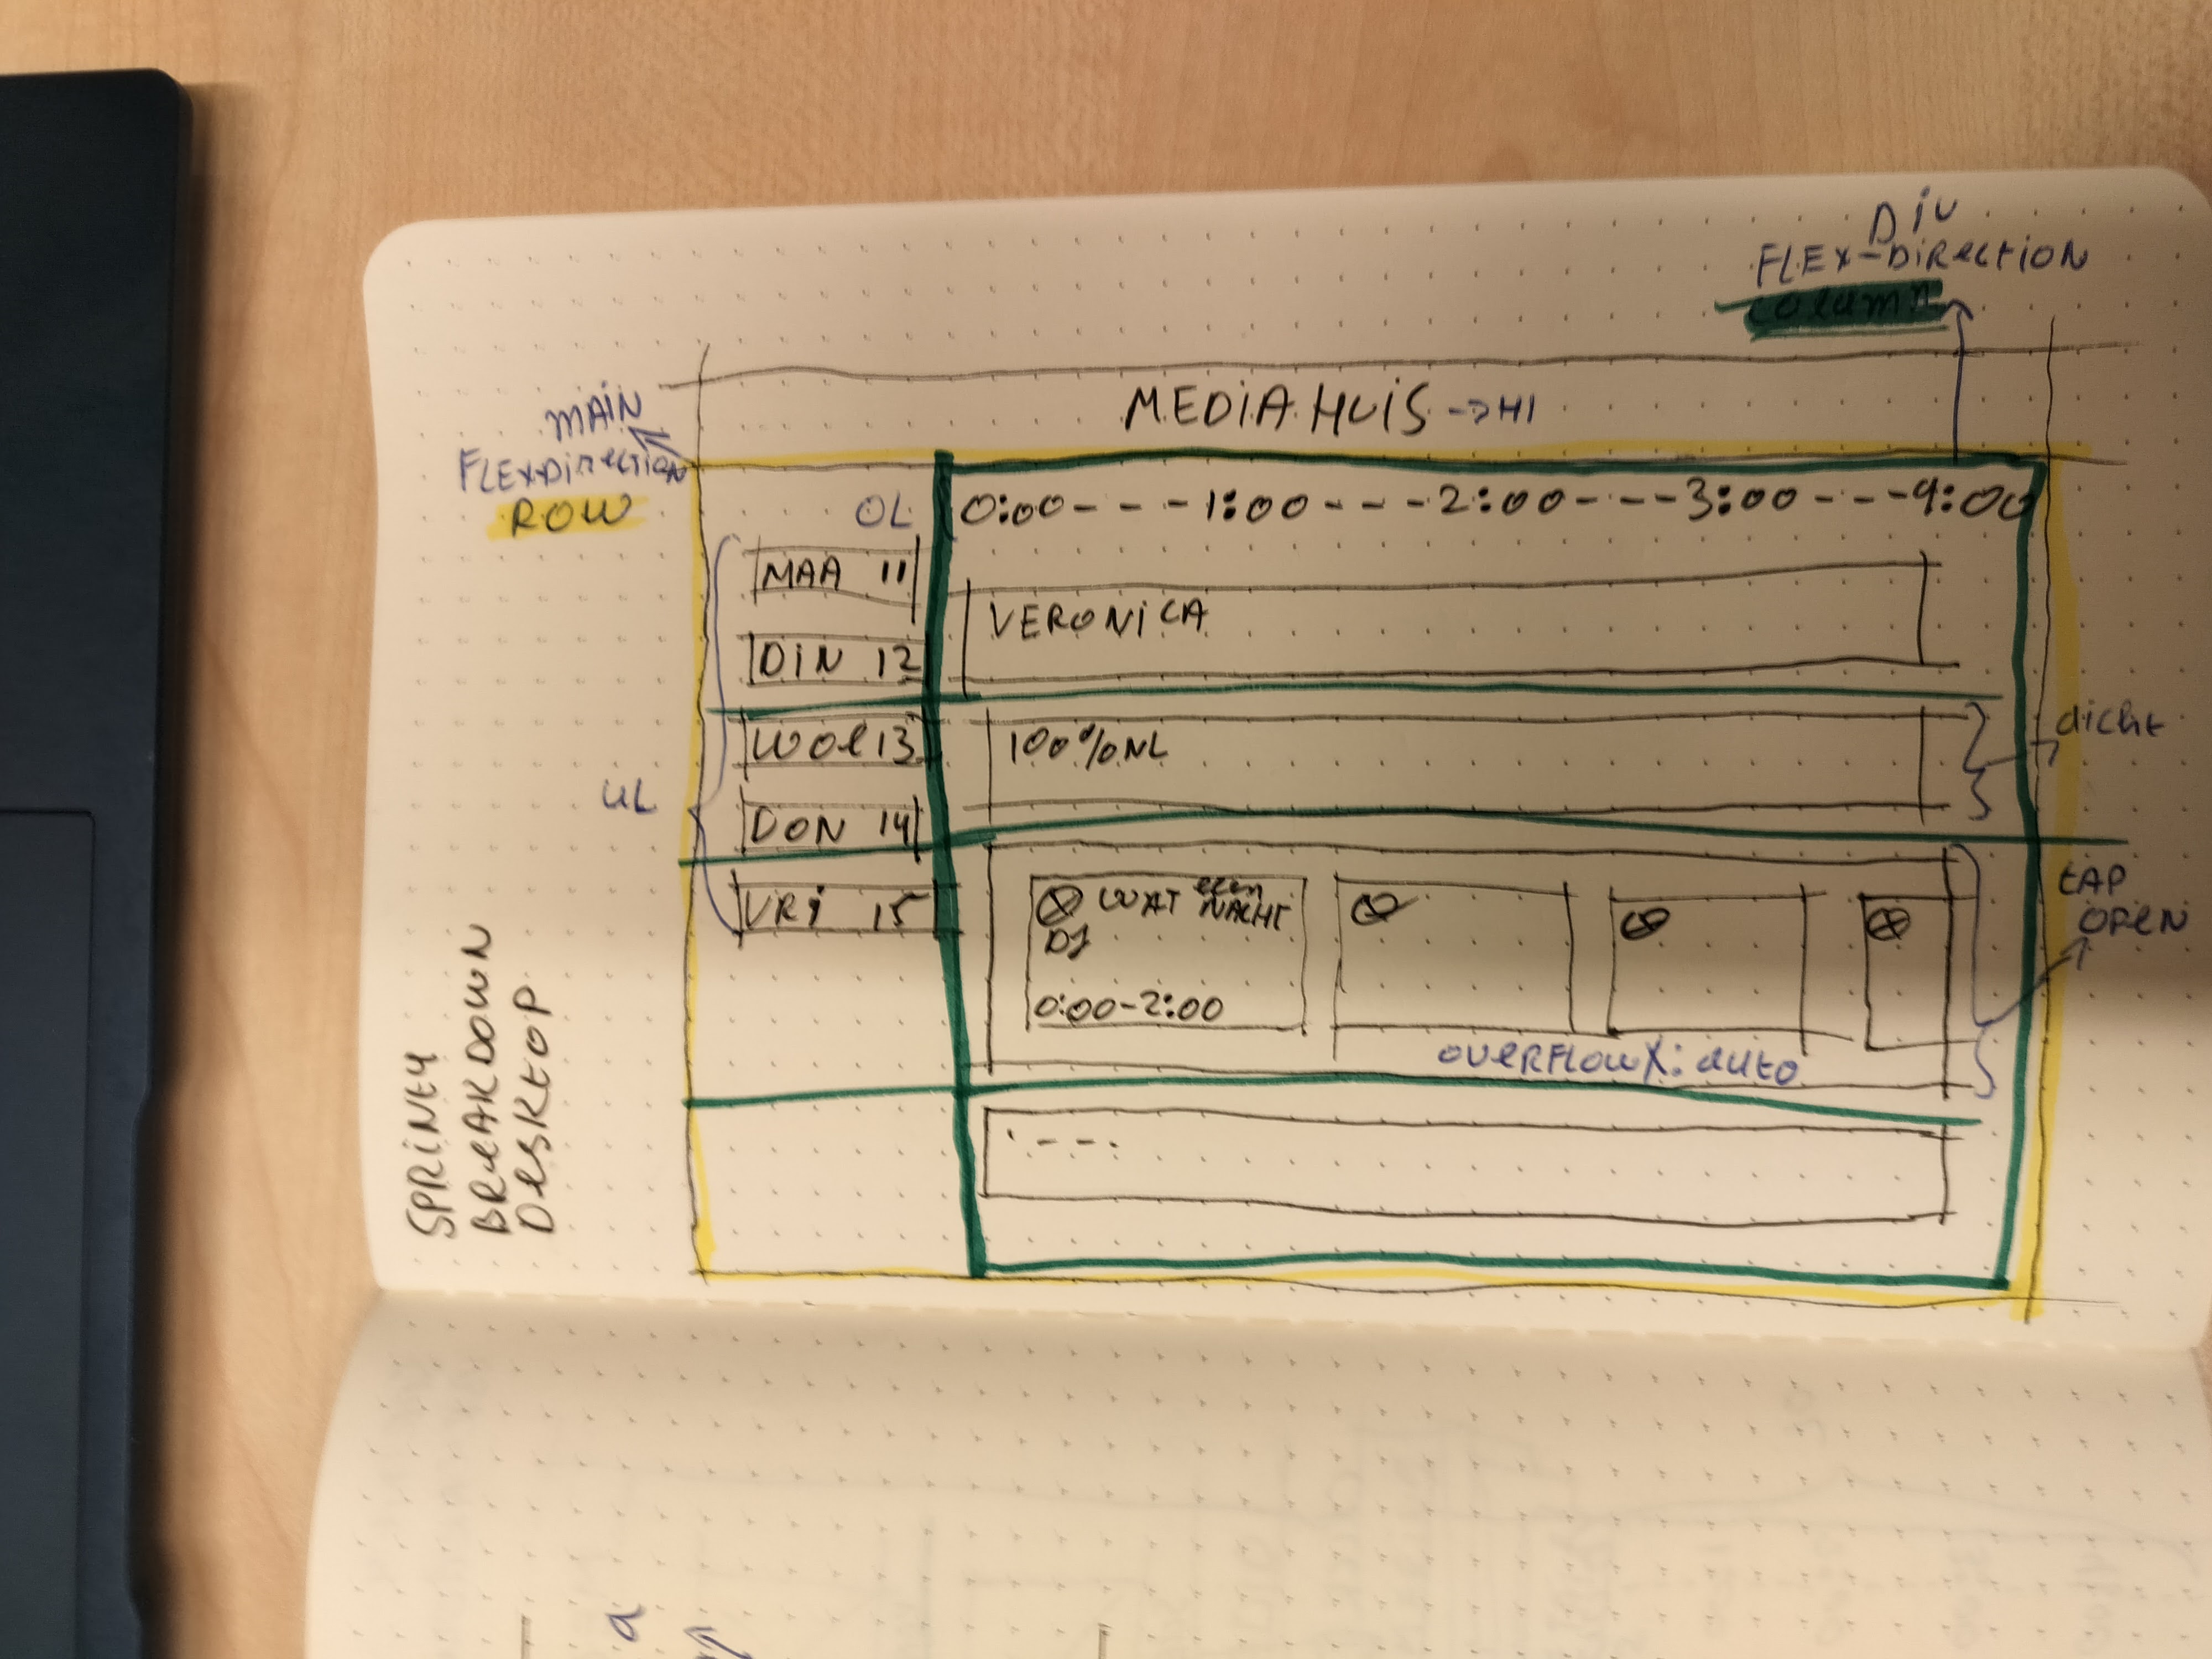 DIV
FLEX-DIRECTION
COLUMN
MEDIA HUIS -> H1
MAIN
FLEX-DIRECTION
ROW
OL
0:00 - - - 1:00 - - - 2:00 - - - 3:00 - - - 4:00
UL
MAA 11
DIN 12
WOE 13
DON 14
VRIJ 15
VERONICA
100% NL
dicht
WAT EEN NACHT
DJ
0:00-2:00
OVERFLOW X: AUTO
TAP
OPEN
SPRINT 4
BREAKDOWN
DESKTOP